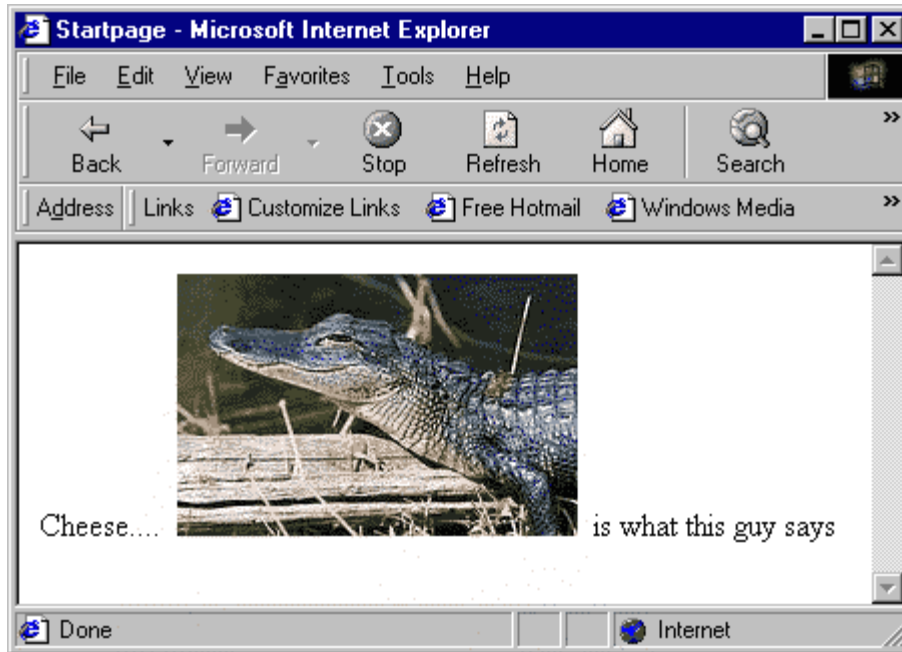 Startpage - Microsoft Internet Explorer
File Edit View Favorites Tools Help
Back Forward Stop Refresh Home Search »
Address Links Customize Links Free Hotmail Windows Media »
Cheese.... is what this guy says
Done Internet